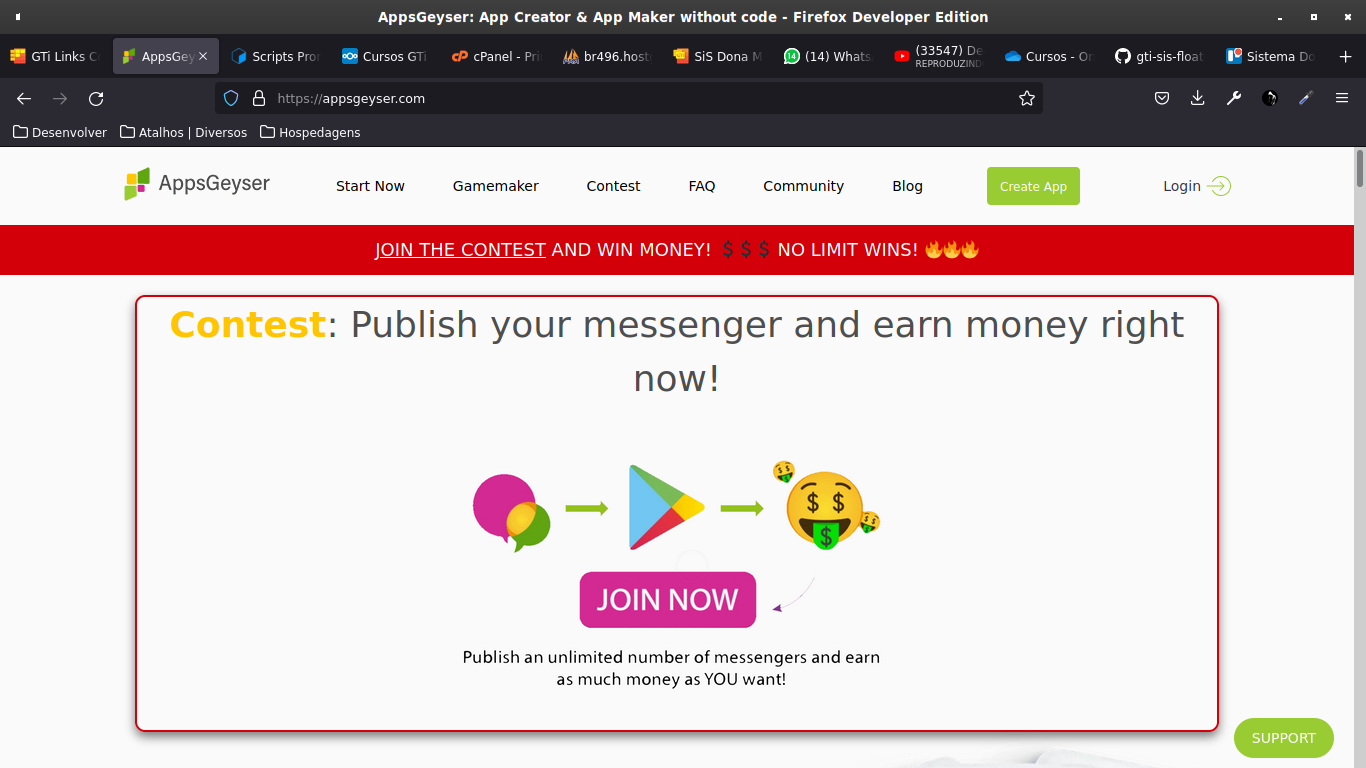 AppsGeyser: App Creator & App Maker without code - Firefox Developer Edition
GTi Links C
AppsGey
Scripts Pro
Cursos GTi
cPanel - Pri
br496.hostg
SiS Dona M
(14) Whats
(33547) De
REPRODUZIND
Cursos - On
gti-sis-float
Sistema Do
https://appsgeyser.com
Desenvolver
Atalhos | Diversos
Hospedagens
AppsGeyser
Start Now
Gamemaker
Contest
FAQ
Community
Blog
Create App
Login
JOIN THE CONTEST AND WIN MONEY! 💲💲💲 NO LIMIT WINS! 🔥🔥🔥
Contest: Publish your messenger and earn money right
now!
JOIN NOW
Publish an unlimited number of messengers and earn
as much money as YOU want!
SUPPORT